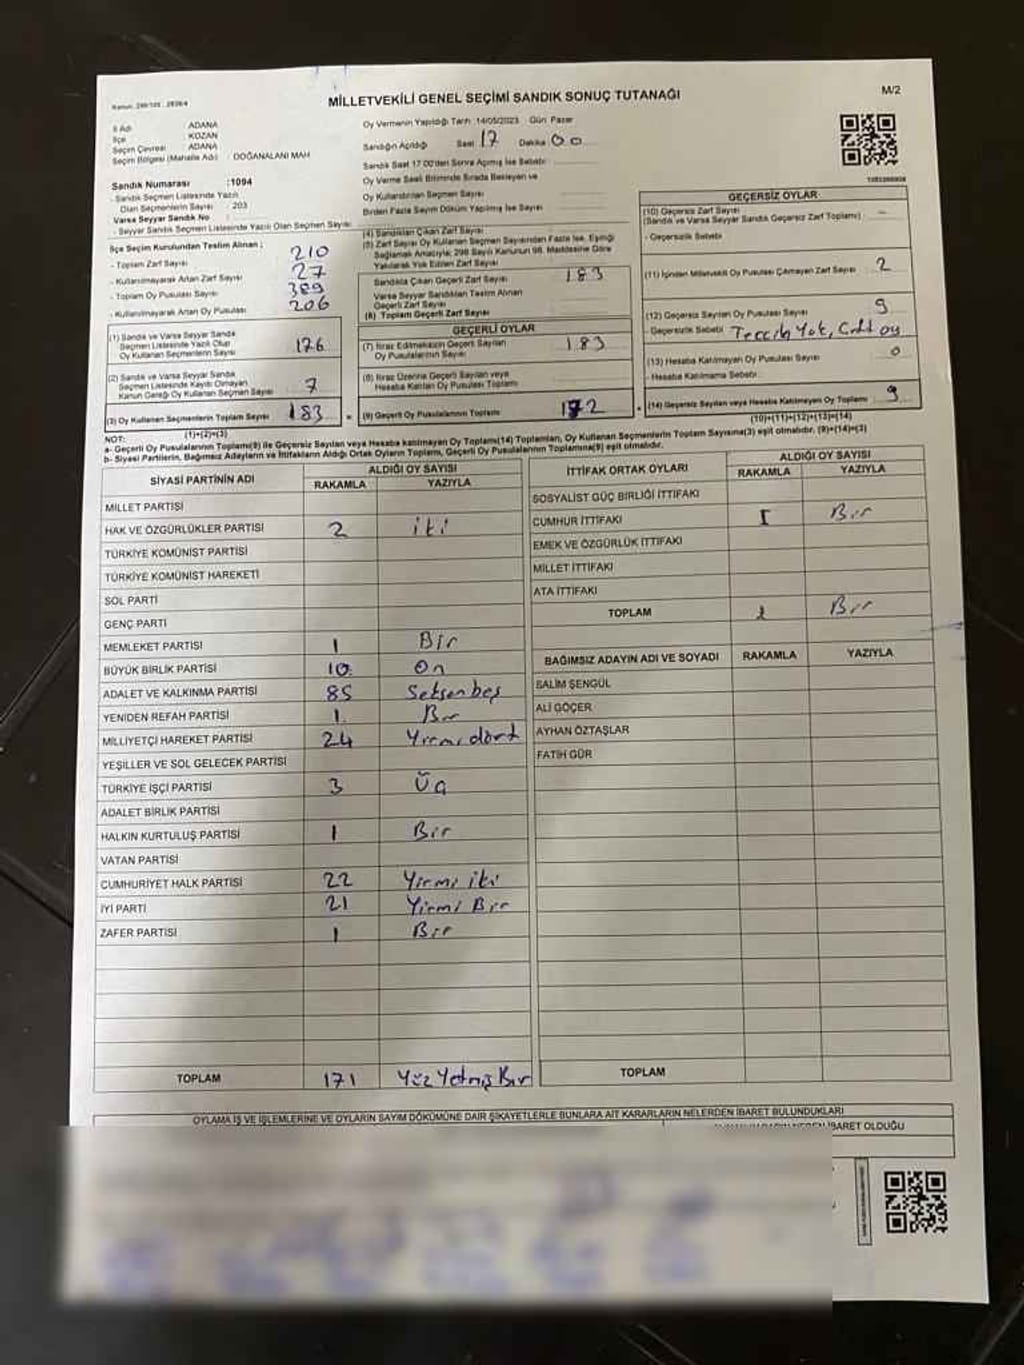 MİLLETVEKİLİ GENEL SEÇİMİ SANDIK SONUÇ TUTANAĞI
M/2
İl Adı : ADANA
İlçe : KOZAN
Seçim Çevresi : ADANA
Seçim Bölgesi (Mahalle Adı) : DOĞANALANI MAH
Sandık Numarası :1094
- Sandık Seçmen Listesinde Yazılı
Olan Seçmenlerin Sayısı : 203
Varsa Seyyar Sandık No :
- Seyyar Sandık Listesinde Yazılı Olan Seçmen Sayısı :
Oy Vermenin Yapıldığı Tarih :14/05/2023 Gün Pazar
Sandığın Açıldığı Saat 17 Dakika 00
Sandık Saat 17:00'den Sonra Açılmış İse Sebebi :
Oy Verme Saati Bitiminde Sırada Bekleyen ve
Oy Kullandırılan Seçmen Sayısı
Birden Fazla Sayım Döküm Yapılmış İse Sayısı
İlçe Seçim Kurulundan Teslim Alınan ;
- Toplam Zarf Sayısı 210
- Kullanılmayarak Artan Zarf Sayısı 27
- Toplam Oy Pusulası Sayısı 389
- Kullanılmayarak Artan Oy Pusulası 206
(1) Sandık ve Varsa Seyyar Sandık
Seçmen Listesinde Yazılı Olup
Oy Kullanan Seçmenlerin Sayısı 176
(2) Sandık ve Varsa Seyyar Sandık
Seçmen Listesinde Kaydı Olmayan
Kanun Gereği Oy Kullanan Seçmen Sayısı 7
(3) Oy Kullanan Seçmenlerin Toplam Sayısı 183
(1)+(2)=(3)
(4) Sandıktan Çıkan Zarf Sayısı
(5) Zarf Sayısı Oy Kullanan Seçmen Sayısından Fazla İse, Eşitliği
Sağlamak Amacıyla; 298 Sayılı Kanunun 98. Maddesine Göre
Yakılarak Yok Edilen Zarf Sayısı
Sandıkta Çıkan Geçerli Zarf Sayısı 183
Varsa Seyyar Sandıktan Teslim Alınan
Geçerli Zarf Sayısı
(6) Toplam Geçerli Zarf Sayısı
GEÇERLİ OYLAR
(7) İtiraz Edilmeksizin Geçerli Sayılan
Oy Pusulalarının Sayısı 183
(8) İtiraz Üzerine Geçerli Sayılan veya
Hesaba Katılan Oy Pusulası Toplamı
(9) Geçerli Oy Pusulalarının Toplamı 172
GEÇERSİZ OYLAR
(10) Geçersiz Zarf Sayısı
(Sandık ve Varsa Seyyar Sandık Geçersiz Zarf Toplamı) -
- Geçersizlik Sebebi
(11) İçinden Milletvekili Oy Pusulası Çıkmayan Zarf Sayısı 2
(12) Geçersiz Sayılan Oy Pusulası Sayısı 9
- Geçersizlik Sebebi Tercih Yok, Çift oy
(13) Hesaba Katılmayan Oy Pusulası Sayısı 0
- Hesaba Katılmama Sebebi
(14) Geçersiz Sayılan veya Hesaba Katılmayan Oy Toplamı 9
(10)+(11)+(12)+(13)=(14)
NOT:
a- Geçerli Oy Pusulalarının Toplamı(9) ile Geçersiz Sayılan veya Hesaba katılmayan Oy Toplamı(14) Toplamları, Oy Kullanan Seçmenlerin Toplam Sayısına(3) eşit olmalıdır. (9)+(14)=(3)
b- Siyasi Partilerin, Bağımsız Adayların ve İttifakların Aldığı Ortak Oyların Toplamı, Geçerli Oy Pusulalarının Toplamına(9) eşit olmalıdır.
SİYASİ PARTİNİN ADI ALDIĞI OY SAYISI
RAKAMLA YAZIYLA
MİLLET PARTİSİ
HAK VE ÖZGÜRLÜKLER PARTİSİ 2 iki
TÜRKİYE KOMÜNİST PARTİSİ
TÜRKİYE KOMÜNİST HAREKETİ
SOL PARTİ
GENÇ PARTİ
MEMLEKET PARTİSİ 1 Bir
BÜYÜK BİRLİK PARTİSİ 10 On
ADALET VE KALKINMA PARTİSİ 85 Seksenbeş
YENİDEN REFAH PARTİSİ 1 Bir
MİLLİYETÇİ HAREKET PARTİSİ 24 Yirmidört
YEŞİLLER VE SOL GELECEK PARTİSİ
TÜRKİYE İŞÇİ PARTİSİ 3 Üç
ADALET BİRLİK PARTİSİ
HALKIN KURTULUŞ PARTİSİ 1 Bir
VATAN PARTİSİ
CUMHURİYET HALK PARTİSİ 22 Yirmi iki
İYİ PARTİ 21 Yirmi Bir
ZAFER PARTİSİ 1 Bir
TOPLAM 171 Yüz Yetmiş Bir
İTTİFAK ORTAK OYLARI ALDIĞI OY SAYISI
RAKAMLA YAZIYLA
SOSYALİST GÜÇ BİRLİĞİ İTTİFAKI
CUMHUR İTTİFAKI I Bir
EMEK VE ÖZGÜRLÜK İTTİFAKI
MİLLET İTTİFAKI
ATA İTTİFAKI
TOPLAM 1 Bir
BAĞIMSIZ ADAYIN ADI VE SOYADI RAKAMLA YAZIYLA
SALİM ŞENGÜL
ALİ GÖÇER
AYHAN ÖZTAŞLAR
FATİH GÜR
TOPLAM
OYLAMA İŞ VE İŞLEMLERİNE VE OYLARIN SAYIM DÖKÜMÜNE DAİR ŞİKAYETLERLE BUNLARA AİT KARARLARIN NELERDEN İBARET BULUNDUKLARI
İBARET OLDUĞU